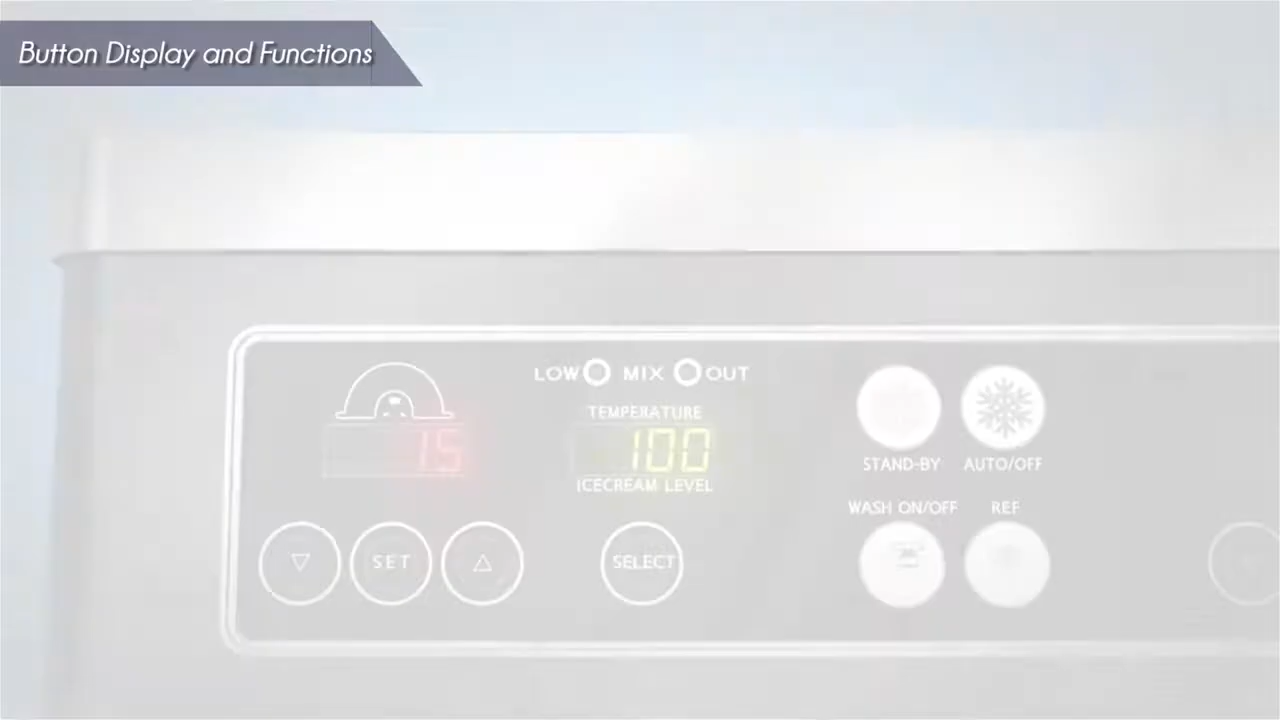 Button Display and Functions
LOW MIX OUT
TEMPERATURE
15
100
ICECREAM LEVEL
STAND-BY AUTO/OFF
WASH ON/OFF REF
SET
SELECT